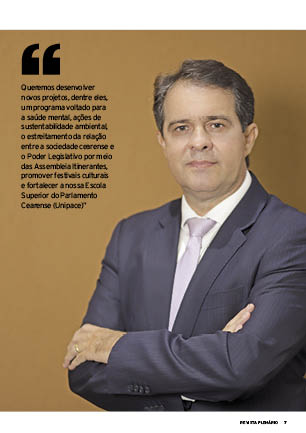 “
Queremos desenvolver
novos projetos, dentre eles,
um programa voltado para
a saúde mental, ações de
sustentabilidade ambiental,
o estreitamento da relação
entre a sociedade cearense e
o Poder Legislativo por meio
das Assembleia Itinerantes,
promover festivais culturais
e fortalecer a nossa Escola
Superior do Parlamento
Cearense (Unipace)"
REVISTA PLENÁRIO 7